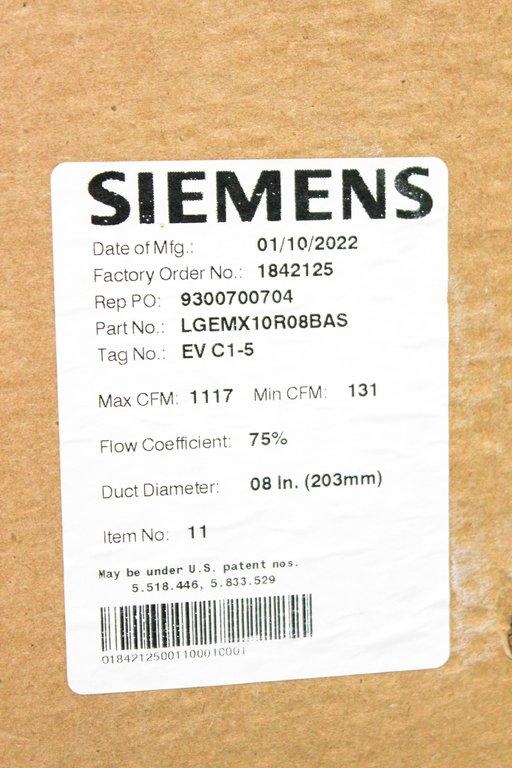 SIEMENS
Date of Mfg.: 01/10/2022
Factory Order No.: 1842125
Rep PO: 9300700704
Part No.: LGEMX10R08BAS
Tag No.: EV C1-5
Max CFM: 1117 Min CFM: 131
Flow Coefficient: 75%
Duct Diameter: 08 In. (203mm)
Item No: 11
May be under U.S. patent nos.
5.518.446, 5.833.529
01842125001100010001